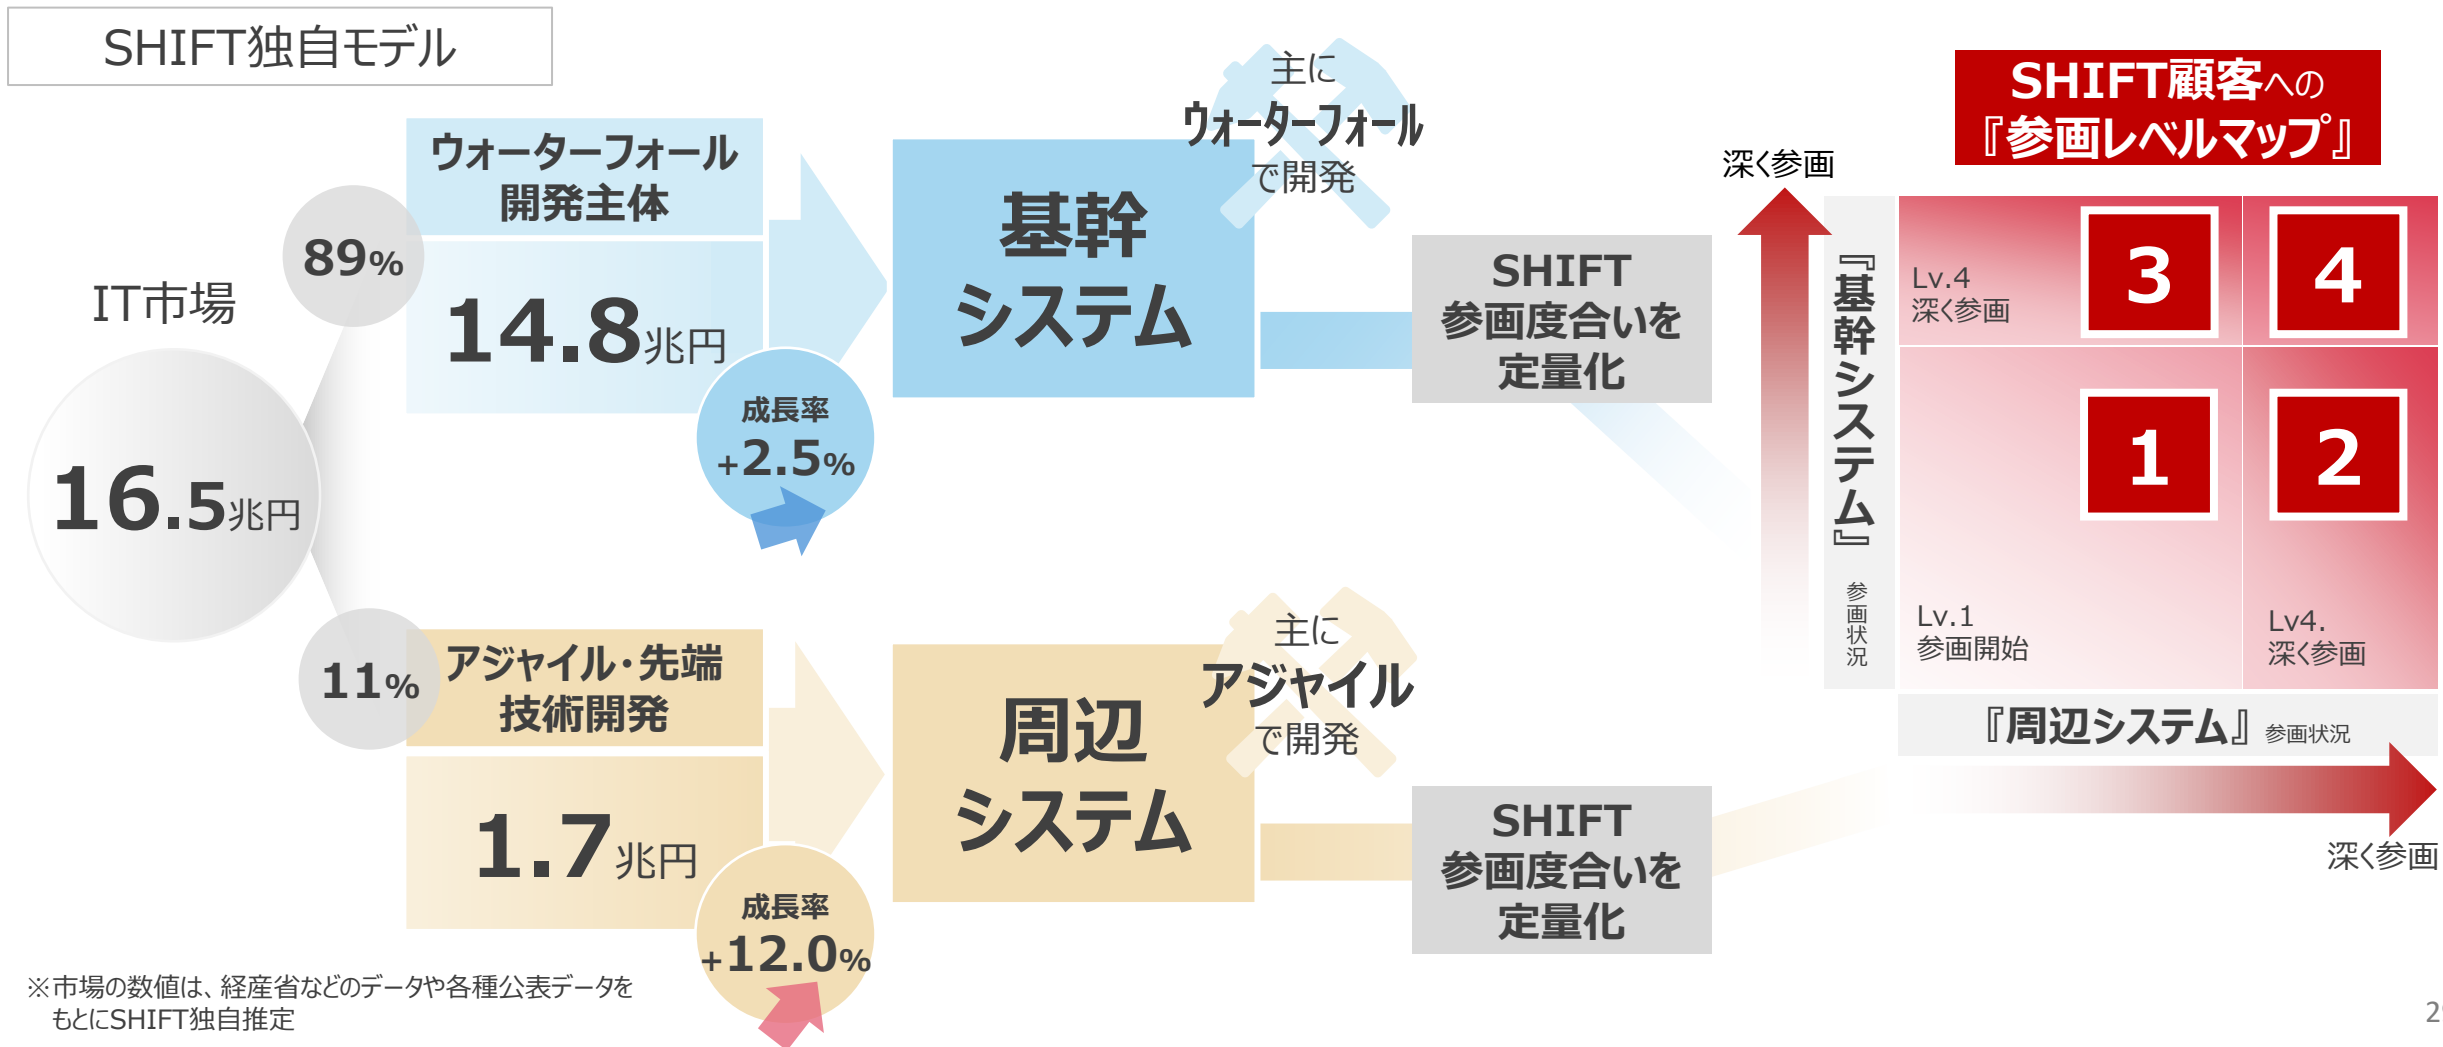 SHIFT独自モデル
IT市場
16.5兆円
89%
ウォーターフォール
開発主体
14.8兆円
成長率
+2.5%
基幹
システム
主に
ウォーターフォール
で開発
SHIFT
参画度合いを
定量化
11%
アジャイル・先端
技術開発
1.7兆円
成長率
+12.0%
周辺
システム
主に
アジャイル
で開発
SHIFT
参画度合いを
定量化
SHIFT顧客への
『参画レベルマップ』
深く参画
『基幹システム』 参画状況
Lv.4
深く参画
3
4
1
2
Lv.1
参画開始
Lv4.
深く参画
『周辺システム』 参画状況
深く参画
※市場の数値は、経産省などのデータや各種公表データを
もとにSHIFT独自推定